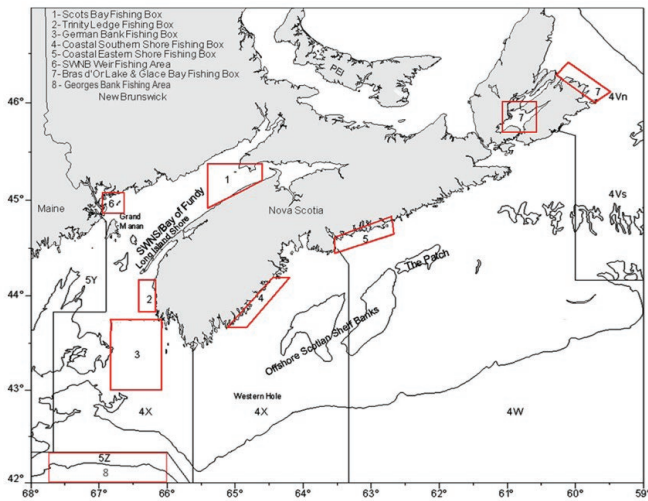 1- Scots Bay Fishing Box
2- Trinity Ledge Fishing Box
3- German Bank Fishing Box
4- Coastal Southern Shore Fishing Box
5- Coastal Eastern Shore Fishing Box
6- SWNB Weir Fishing Area
7- Bras d'Or Lake & Glace Bay Fishing Box
8 - Georges Bank Fishing Area
New Brunswick
PEI
46°
7
4Vn
7
1-
45°
6
Maine
Grand
Manan
SWNS/Bay of Fundy
Long Island Shore
Nova Scotia
4Vs
5
The Patch
5Y
44°
2
4
Offshore Scotian Shelf Banks
3
43°
Western Hole
4X
4X
4W
5Z
8
42°
68° 67° 66° 65° 64° 63° 62° 61° 60° 59°